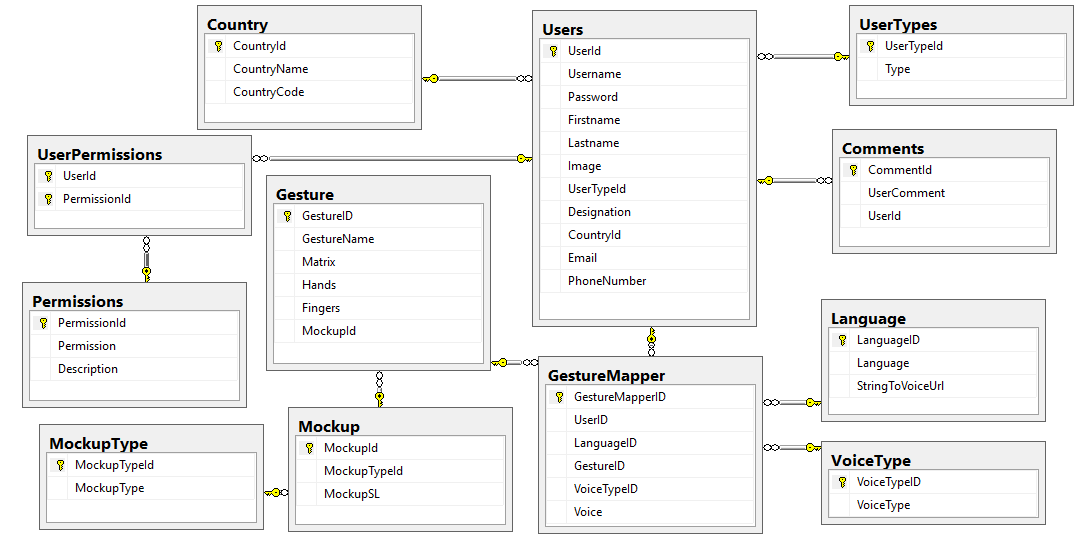 Country
CountryId
CountryName
CountryCode
Users
UserId
Username
Password
Firstname
Lastname
Image
UserTypeId
Designation
CountryId
Email
PhoneNumber
UserTypes
UserTypeId
Type
UserPermissions
UserId
PermissionId
Gesture
GestureID
GestureName
Matrix
Hands
Fingers
MockupId
Comments
CommentId
UserComment
UserId
Permissions
PermissionId
Permission
Description
Language
LanguageID
Language
StringToVoiceUrl
GestureMapper
GestureMapperID
UserID
LanguageID
GestureID
VoiceTypeID
Voice
MockupType
MockupTypeId
MockupType
Mockup
MockupId
MockupTypeId
MockupSL
VoiceType
VoiceTypeID
VoiceType